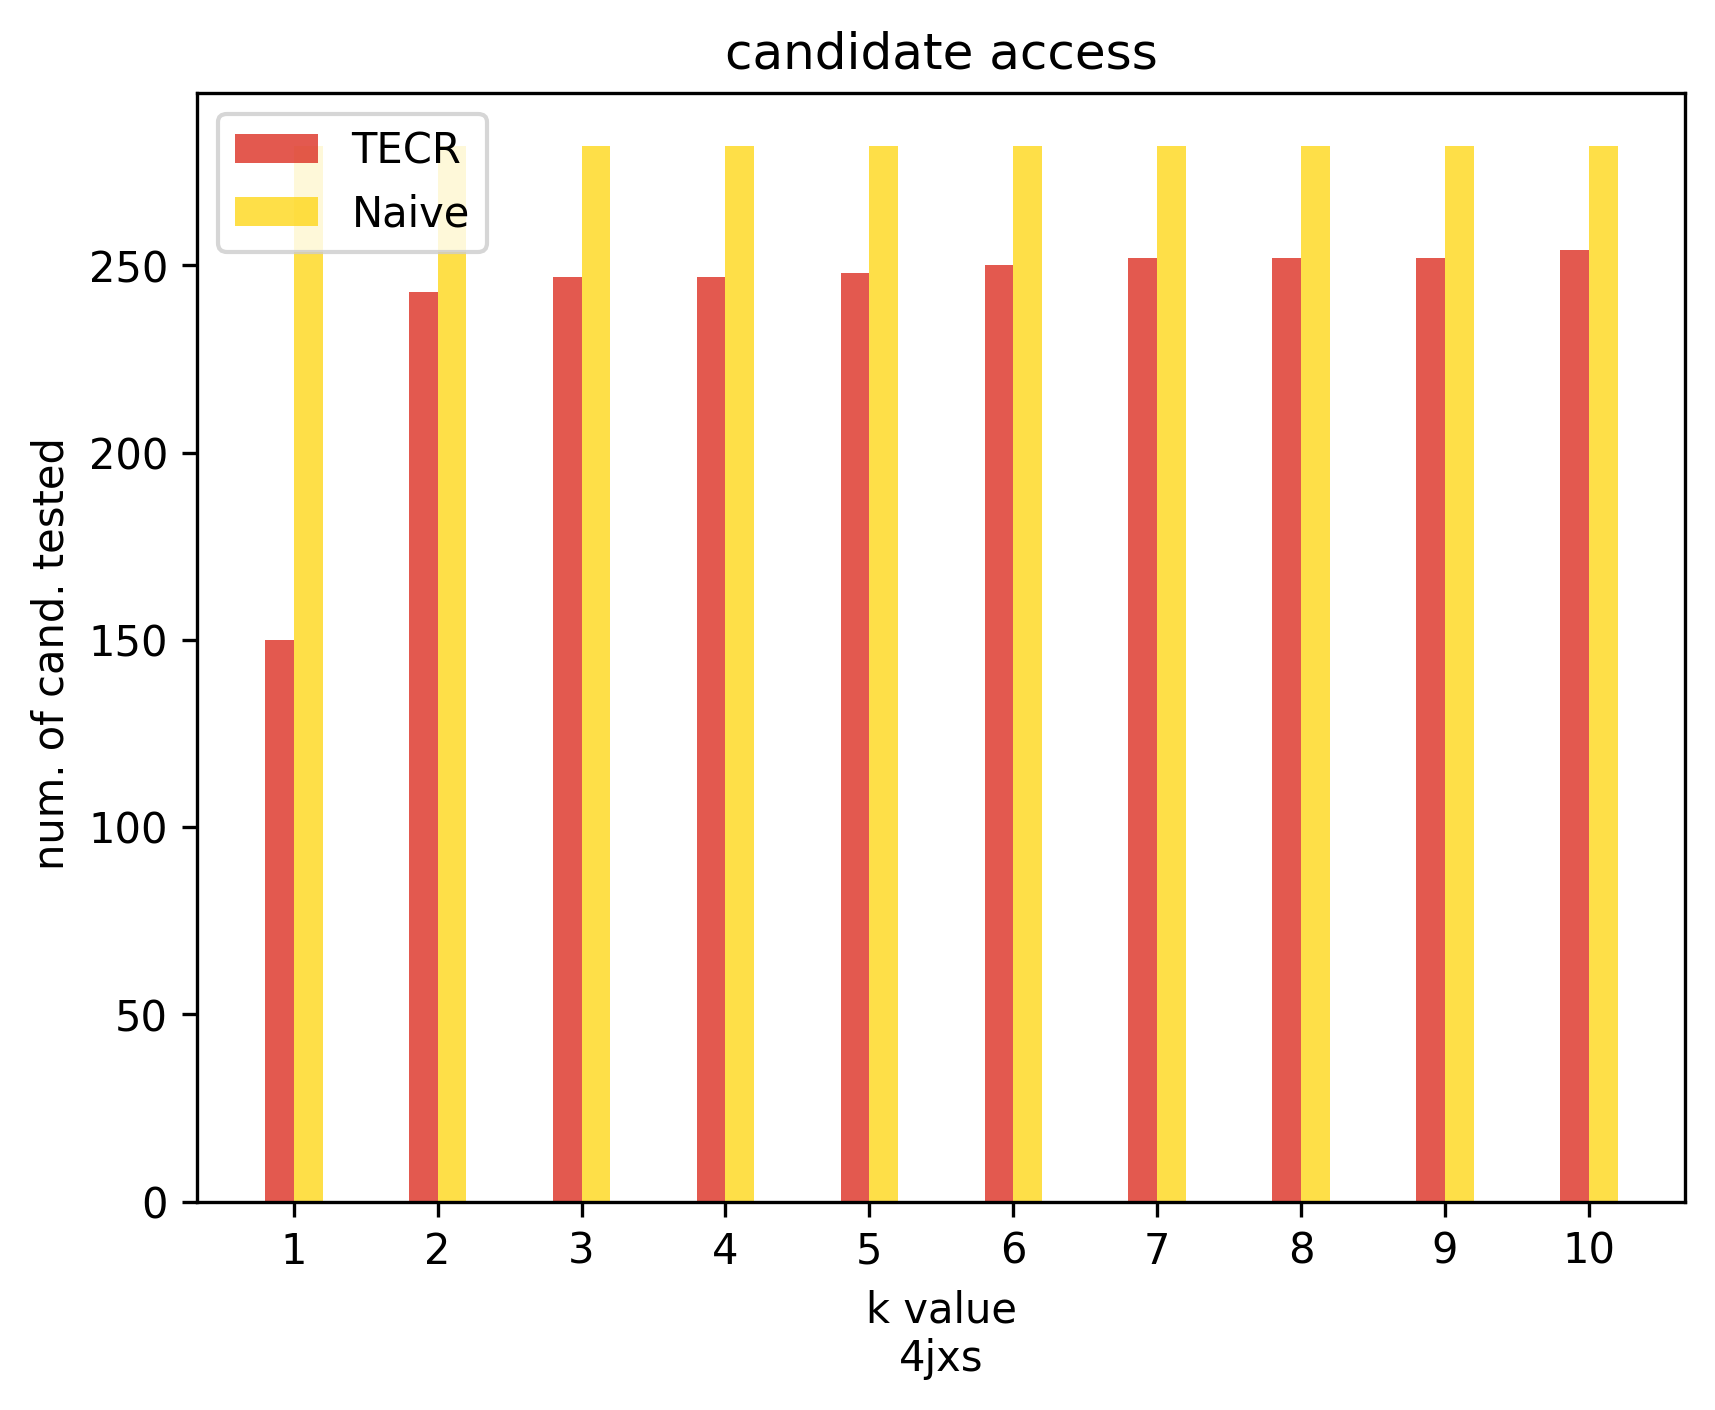 candidate access
TECR
Naive
num. of cand. tested
250
200
150
100
50
0
1 2 3 4 5 6 7 8 9 10
k value
4jxs